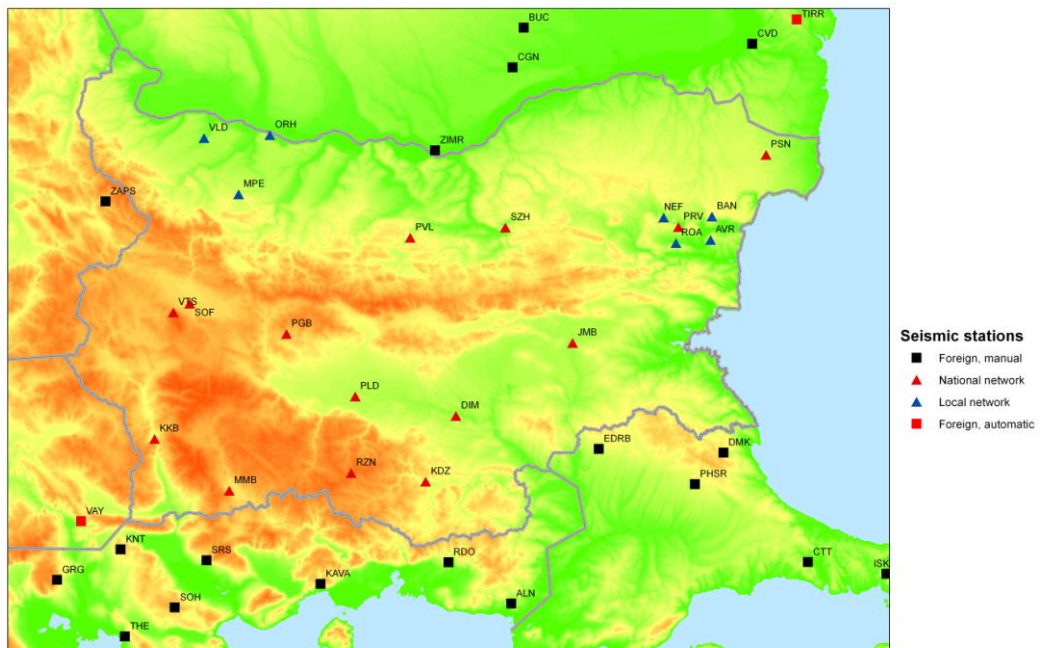 TIRR
BUC
CVD
CGN
VLD
ORH
ZIMR
PSN
MPE
ZAPS
NEF
BAN
PRV
SZH
PVL
ROA
AVR
VTS
SOF
PGB
JMB
Seismic stations
Foreign, manual
National network
Local network
Foreign, automatic
PLD
DIM
KKB
EDRB
DMK
RZN
KDZ
PHSR
MMB
VAY
KNT
SRS
RDO
CTT
ISK
GRG
KAVA
ALN
SOH
THE